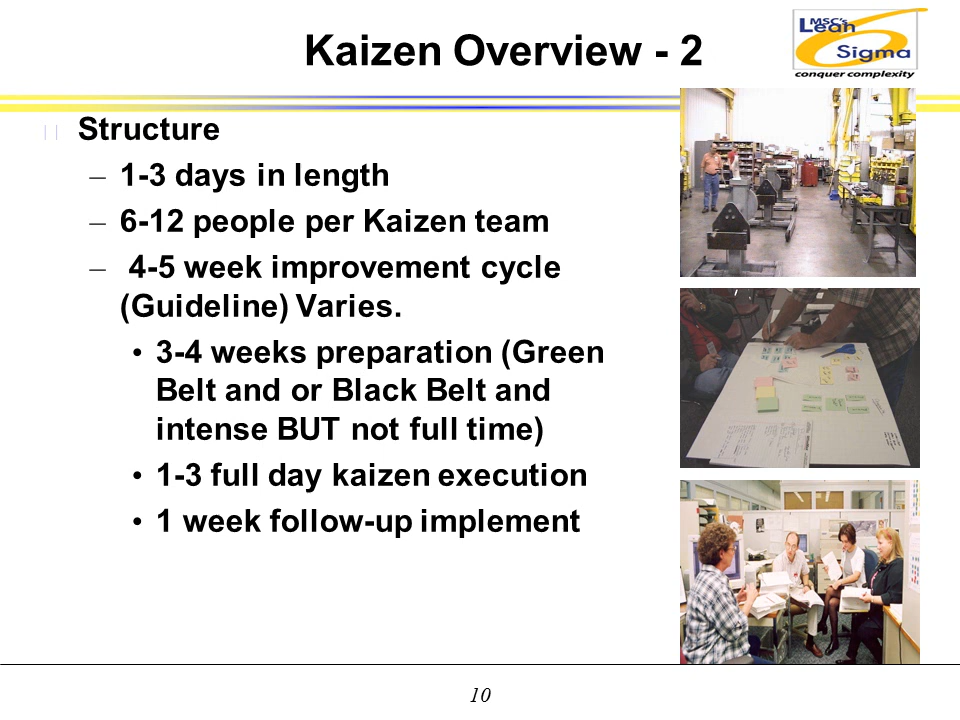 Kaizen Overview - 2
MSC's
Lean
Sigma
conquer complexity
Structure
– 1-3 days in length
– 6-12 people per Kaizen team
– 4-5 week improvement cycle
(Guideline) Varies.
• 3-4 weeks preparation (Green
Belt and or Black Belt and
intense BUT not full time)
• 1-3 full day kaizen execution
• 1 week follow-up implement
10